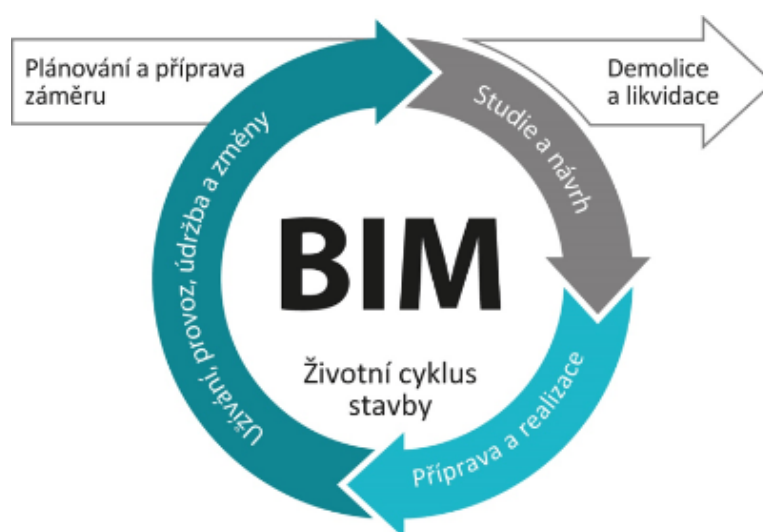 Plánování a příprava
záměru
Demolice
a likvidace
Studie a návrh
BIM
Životní cyklus
stavby
Příprava a realizace
Užívání, provoz, údržba a změny